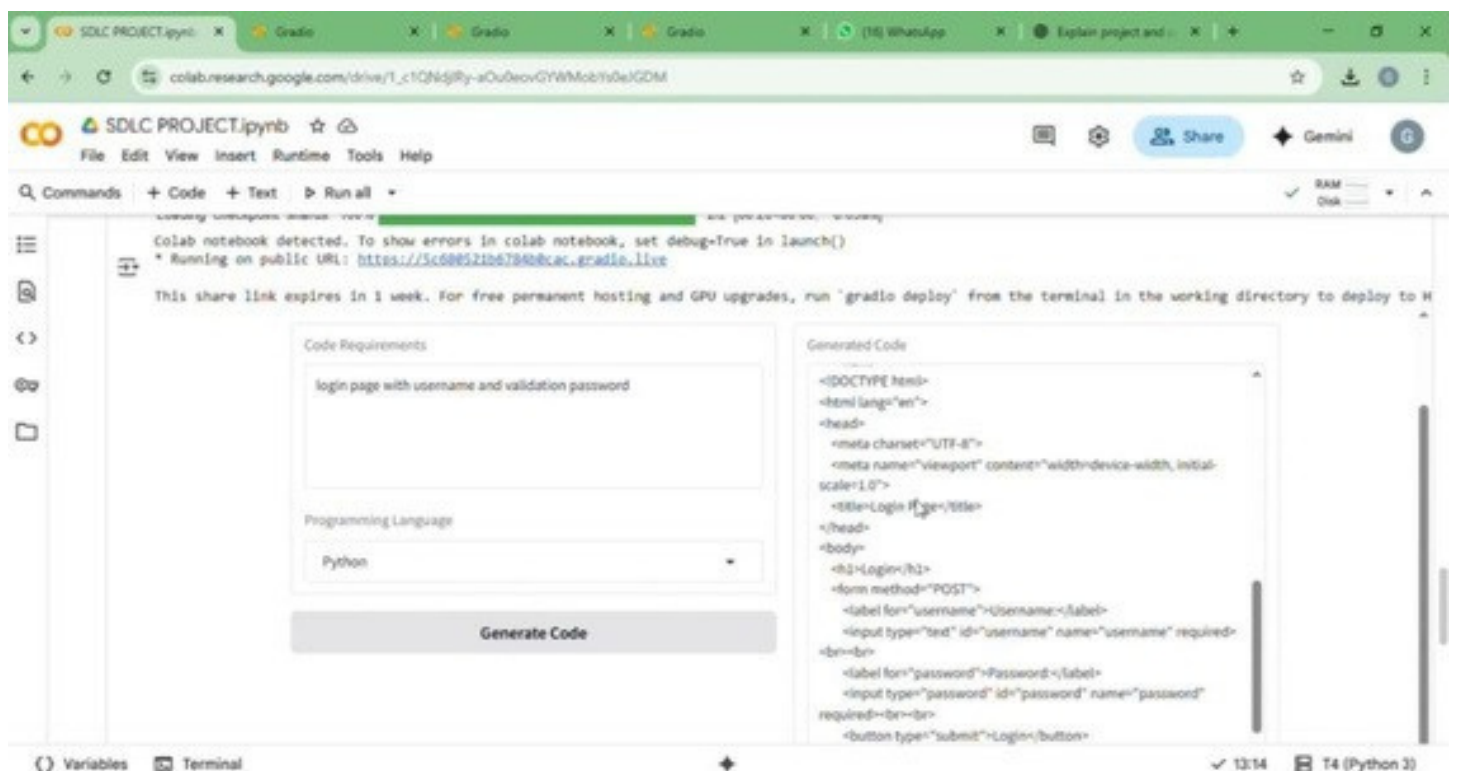 SDLC PROJECT.ipynb
Gradio
Gradio
Gradio
(16) WhatsApp
Explain project and
colab.research.google.com/drive/
CO
SDLC PROJECT.ipynb
Share
Gemini
G
File Edit View Insert Runtime Tools Help
Commands + Code + Text Run all
RAM
Disk
Loading checkpoint shards: 100%
Colab notebook detected. To show errors in colab notebook, set debug=True in launch()
* Running on public URL: https://5c680521b6784b0cac.gradio.live
This share link expires in 1 week. For free permanent hosting and GPU upgrades, run `gradio deploy` from the terminal in the working directory to deploy to H
Code Requirements
login page with username and validation password
Programming Language
Python
Generate Code
Generated Code
<!DOCTYPE html>
<html lang="en">
<head>
<meta charset="UTF-8">
<meta name="viewport" content="width=device-width, initial-
scale=1.0">
<title>Login Page</title>
</head>
<body>
<h1>Login</h1>
<form method="POST">
<label for="username">Username:</label>
<input type="text" id="username" name="username" required>
<br><br>
<label for="password">Password:</label>
<input type="password" id="password" name="password"
required><br><br>
<button type="submit">Login</button>
Variables Terminal
13:14
T4 (Python 3)